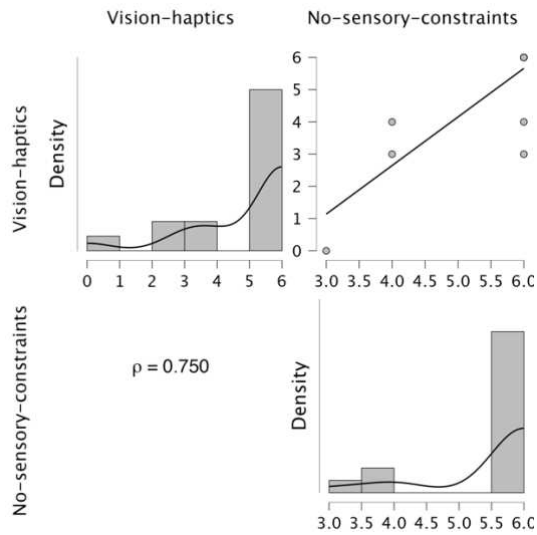 Vision-haptics No-sensory-constraints
Vision-haptics
Density
0 1 2 3 4 5 6
6
5
4
3
2
1
0
3.0 3.5 4.0 4.5 5.0 5.5 6.0
No-sensory-constraints
ρ = 0.750
Density
3.0 3.5 4.0 4.5 5.0 5.5 6.0